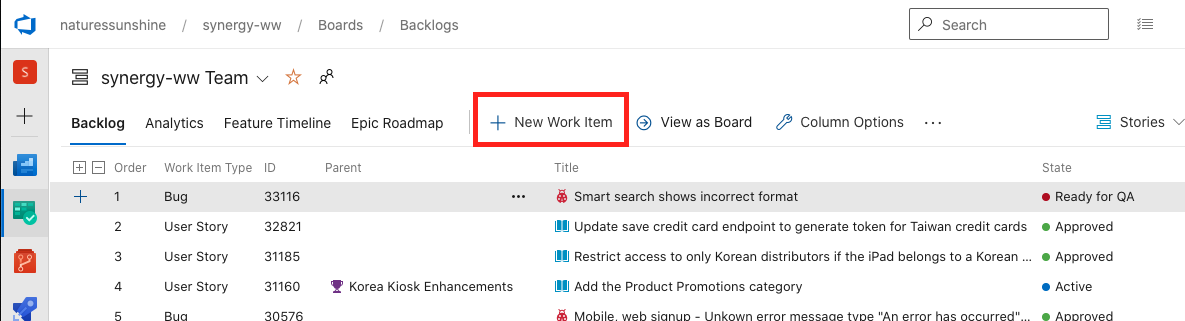 naturessunshine / synergy-ww / Boards / Backlogs Search
S synergy-ww Team
Backlog Analytics Feature Timeline Epic Roadmap New Work Item View as Board Column Options ... Stories
Order Work Item Type ID Parent Title State
1 Bug 33116 ... Smart search shows incorrect format Ready for QA
2 User Story 32821 Update save credit card endpoint to generate token for Taiwan credit cards Approved
3 User Story 31185 Restrict access to only Korean distributors if the iPad belongs to a Korean ... Approved
4 User Story 31160 Korea Kiosk Enhancements Add the Product Promotions category Active
5 Bug 30576 Mobile, web signup - Unkown error message type "An error has occurred"... Approved